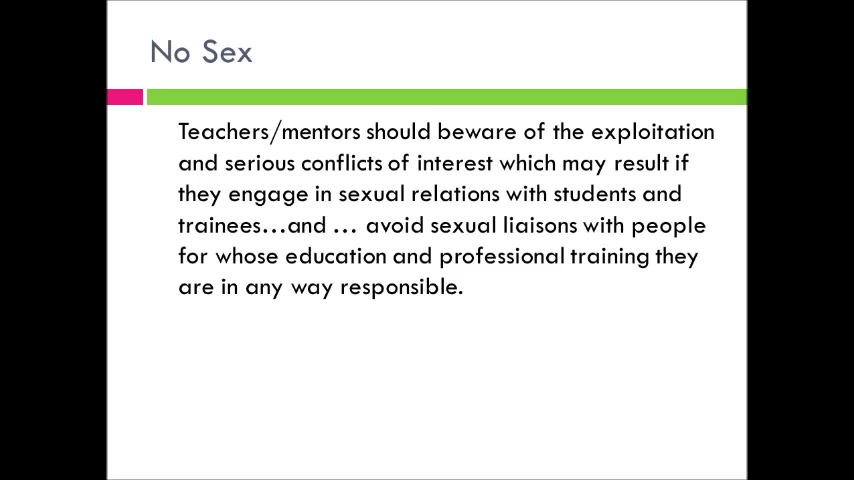 No Sex
Teachers/mentors should beware of the exploitation
and serious conflicts of interest which may result if
they engage in sexual relations with students and
trainees...and ... avoid sexual liaisons with people
for whose education and professional training they
are in any way responsible.